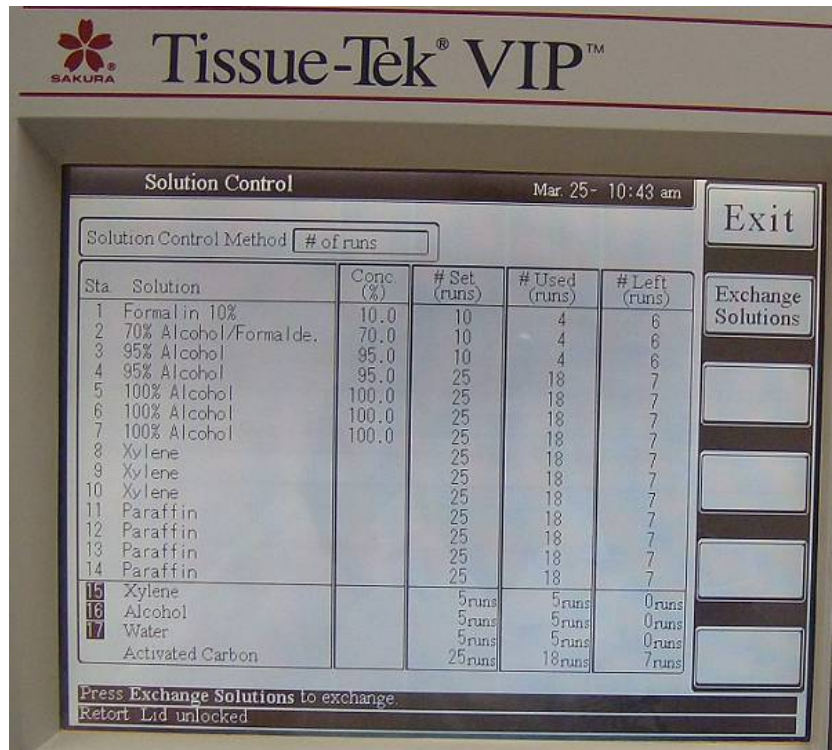 SAKURA®
Tissue-Tek® VIP™
Solution Control Mar. 25- 10:43 am
Exit
Solution Control Method # of runs
Sta. Solution Conc. (%) # Set (runs) # Used (runs) # Left (runs)
Exchange Solutions
1 Formalin 10% 10.0 10 4 6
2 70% Alcohol/Formalde. 70.0 10 4 6
3 95% Alcohol 95.0 10 4 6
4 95% Alcohol 95.0 25 18 7
5 100% Alcohol 100.0 25 18 7
6 100% Alcohol 100.0 25 18 7
7 100% Alcohol 100.0 25 18 7
8 Xylene 25 18 7
9 Xylene 25 18 7
10 Xylene 25 18 7
11 Paraffin 25 18 7
12 Paraffin 25 18 7
13 Paraffin 25 18 7
14 Paraffin 25 18 7
15 Xylene 5runs 5runs 0runs
16 Alcohol 5runs 5runs 0runs
17 Water 5runs 5runs 0runs
Activated Carbon 25runs 18runs 7runs
Press Exchange Solutions to exchange.
Retort Lid unlocked